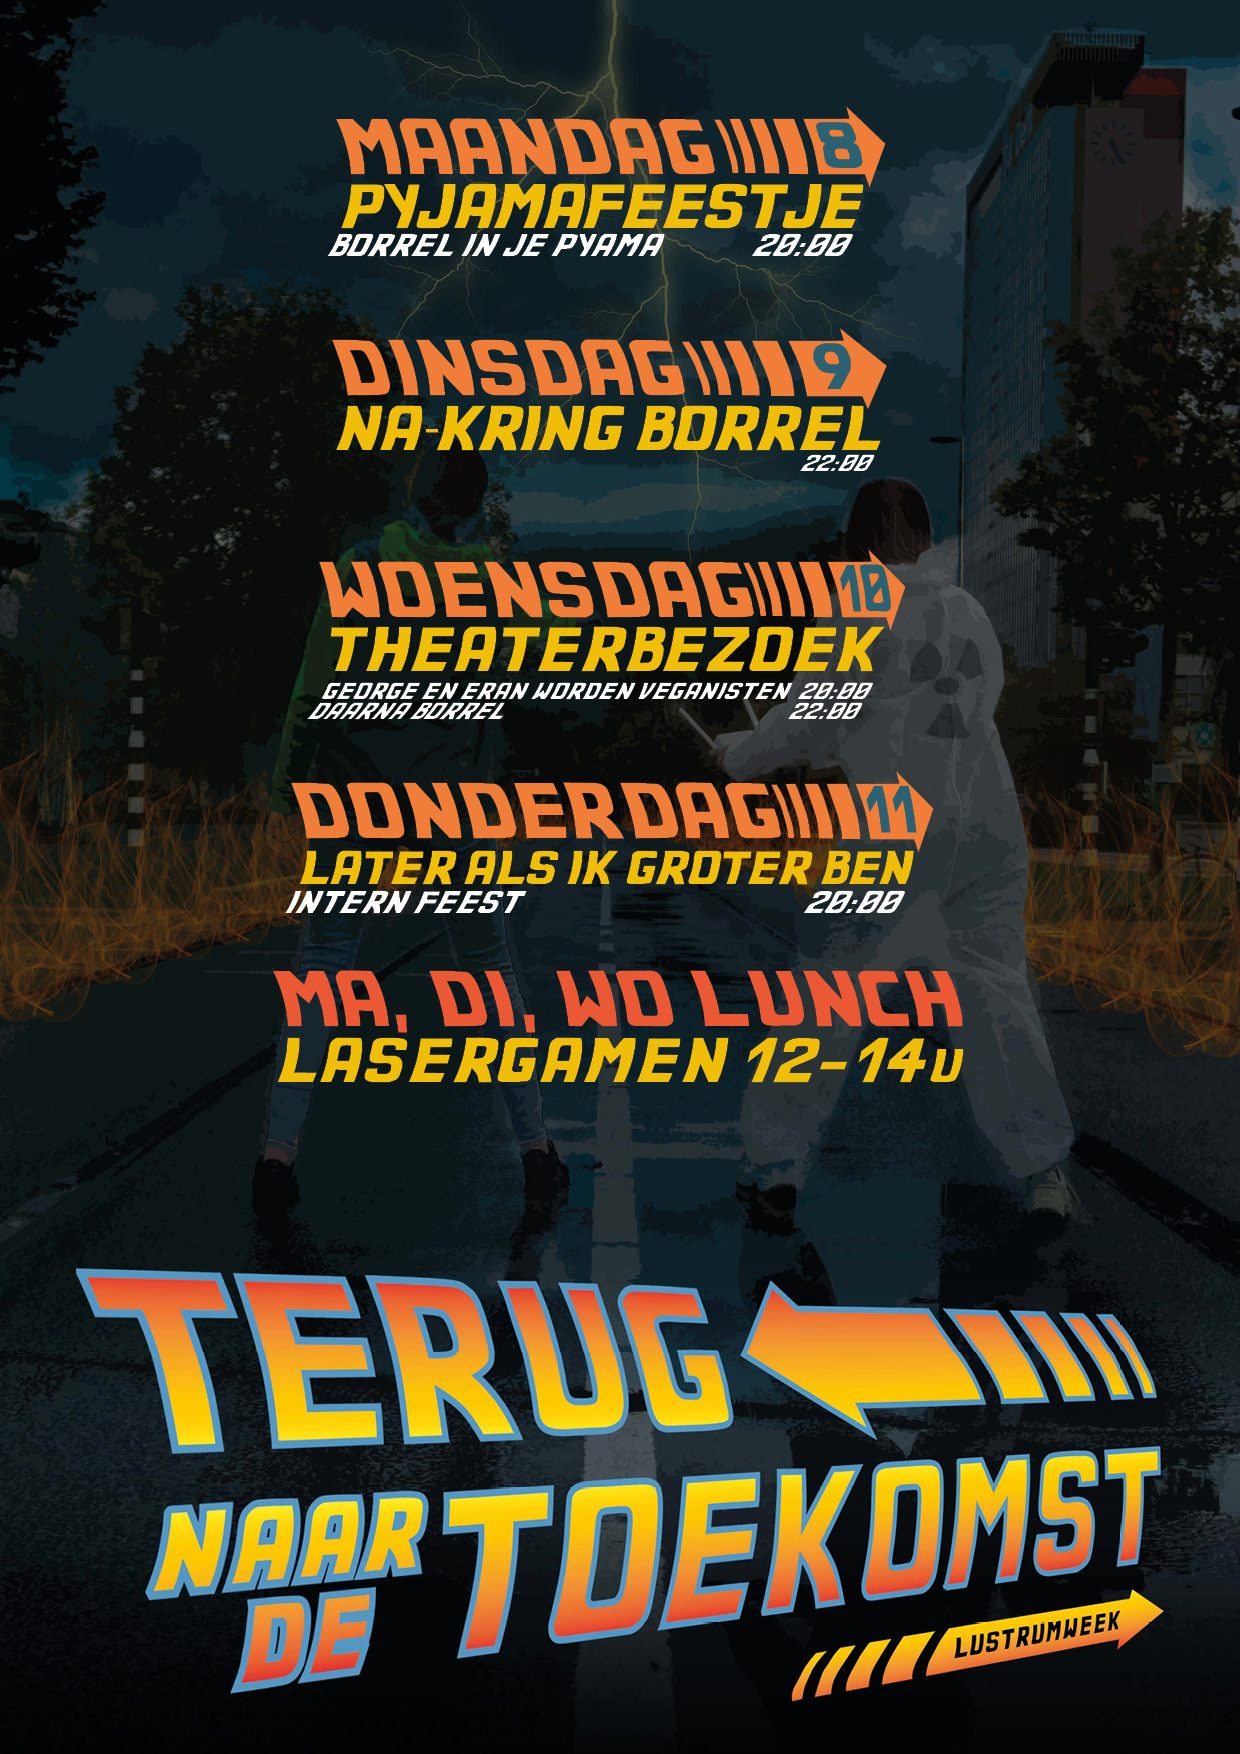 MAANDAG 8
PYJAMAFEESTJE
BORREL IN JE PYAMA 20:00
DINSDAG 9
NA-KRING BORREL
22:00
WOENSDAG 10
THEATERBEZOEK
GEORGE EN ERAN WORDEN VEGANISTEN 20:00
DAARNA BORREL 22:00
DONDERDAG 11
LATER ALS IK GROTER BEN
INTERN FEEST 20:00
MA, DI, WO LUNCH
LASERGAMEN 12-14U
TERUG
NAAR
DE
TOEKOMST
LUSTRUMWEEK